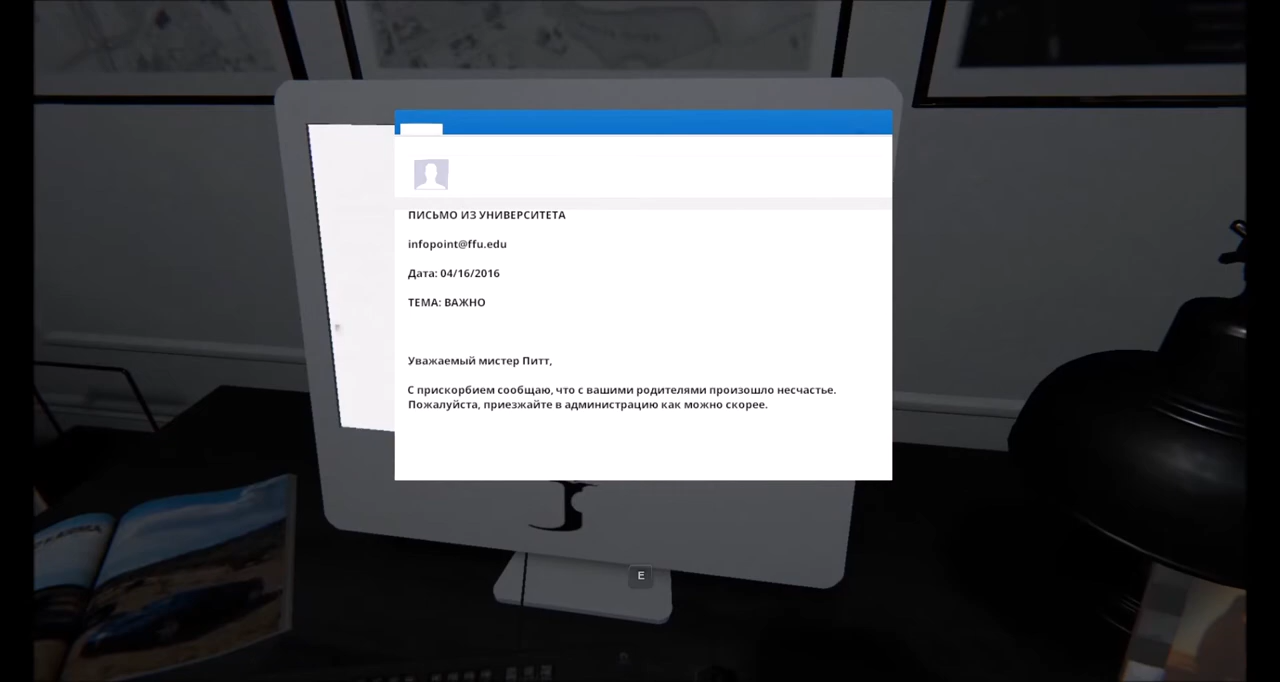 ПИСЬМО ИЗ УНИВЕРСИТЕТА
infopoint@ffu.edu
Дата: 04/16/2016
ТЕМА: ВАЖНО
Уважаемый мистер Питт,
С прискорбием сообщаю, что с вашими родителями произошло несчастье.
Пожалуйста, приезжайте в администрацию как можно скорее.
E